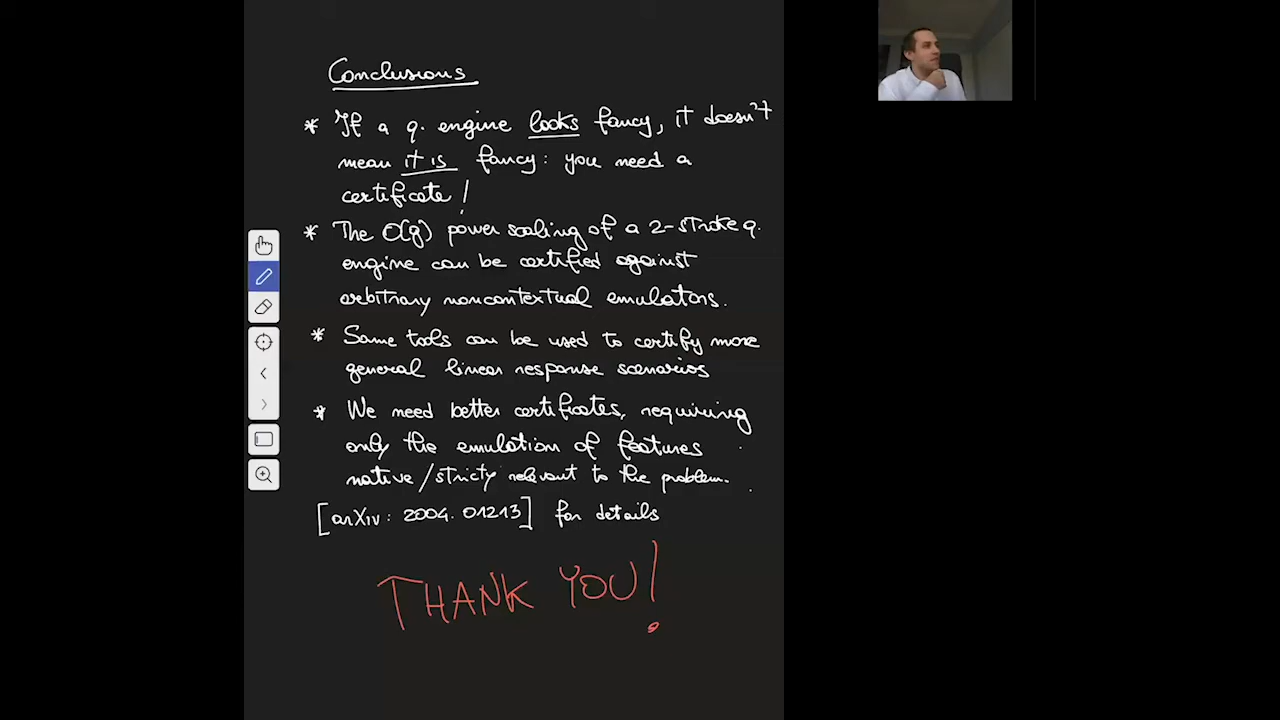 Conclusions
* If a q. engine looks fancy, it doesn't
mean it is fancy: you need a
certificate!
* The O(g) power scaling of a 2-stroke q.
engine can be certified against
arbitrary noncontextual emulators.
* Same tools can be used to certify more
general linear response scenarios
* We need better certificates, requiring
only the emulation of features
native/stricty relevant to the problem.
[arXiv: 2004.01213] for details
THANK YOU!